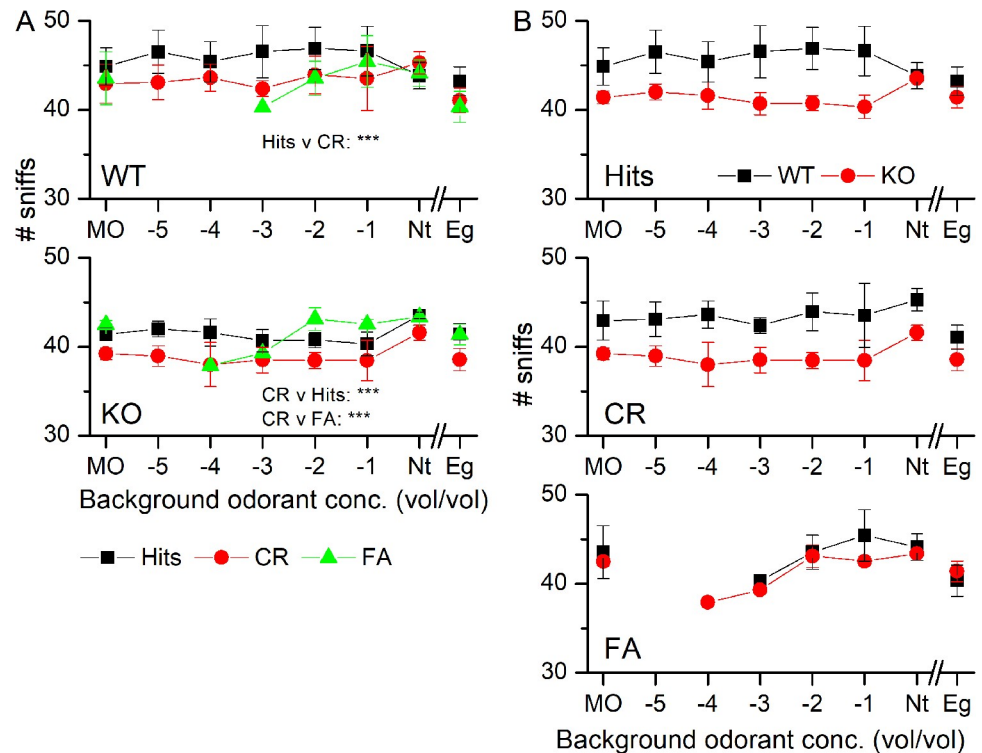 A
50
40
30
Hits v CR: ***
WT
MO -5 -4 -3 -2 -1 Nt Eg
# sniffs
50
40
30
CR v Hits: ***
CR v FA: ***
KO
MO -5 -4 -3 -2 -1 Nt Eg
Background odorant conc. (vol/vol)
Hits CR FA
B
50
40
30
Hits
WT KO
MO -5 -4 -3 -2 -1 Nt Eg
# sniffs
50
40
30
CR
MO -5 -4 -3 -2 -1 Nt Eg
50
40
30
FA
MO -5 -4 -3 -2 -1 Nt Eg
Background odorant conc. (vol/vol)